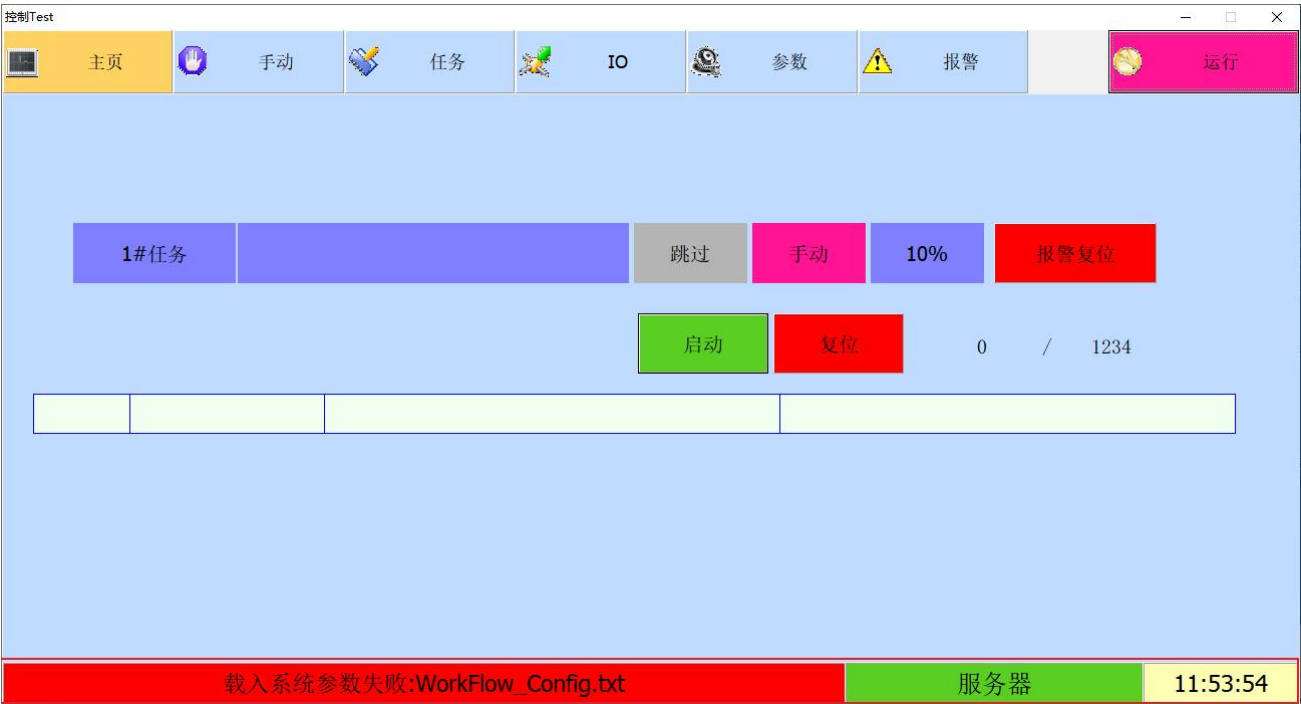 控制Test
主页 手动 任务 IO 参数 报警 运行
1#任务 跳过 手动 10% 报警复位
启动 复位 0 / 1234
载入系统参数失败:WorkFlow_Config.txt 服务器 11:53:54